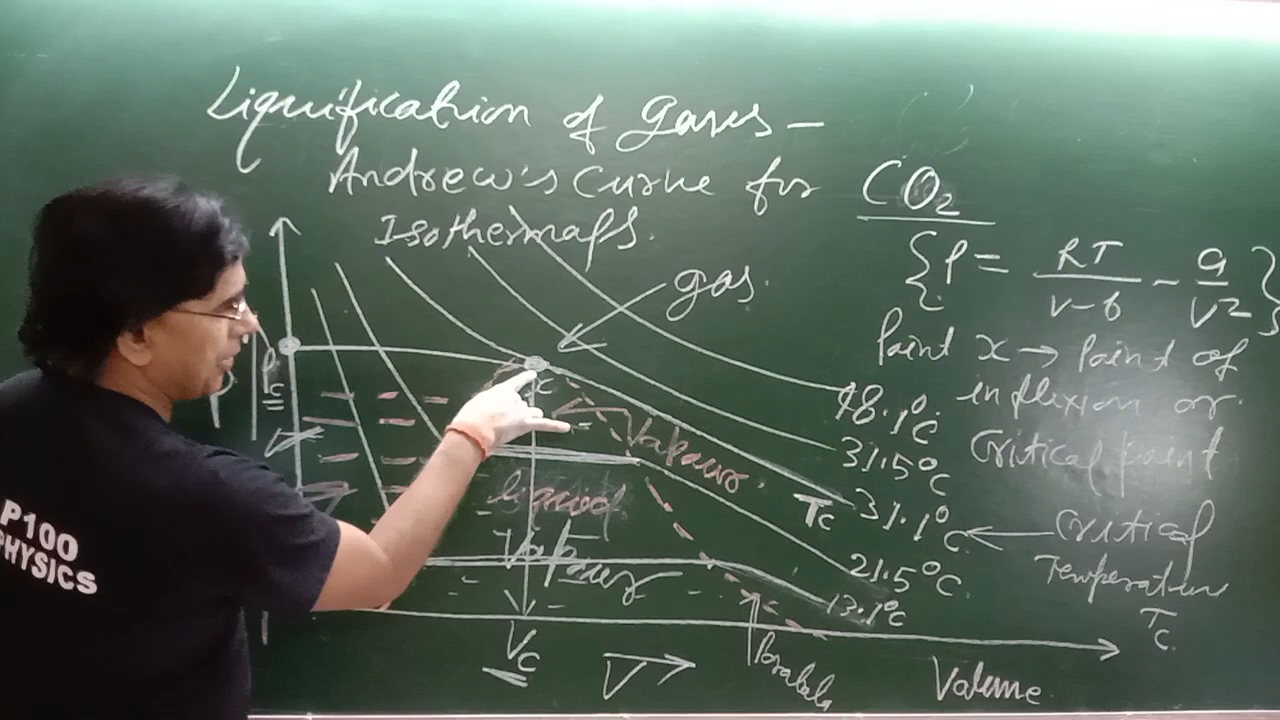 Liquification of Gases –
Andrew's Curve for CO2
Isothermals.
gas.
{P = RT/V-b - a/V2}
Point x → Point of
inflexion or
Critical point
Pc
C
48.1°C
31.5°C
Tc 31.1°C ← Critical
Temperature
Tc
21.5°C
13.1°C
Vapour
liquid
Vapour
Vc
V →
Volume
P100
PHYSICS